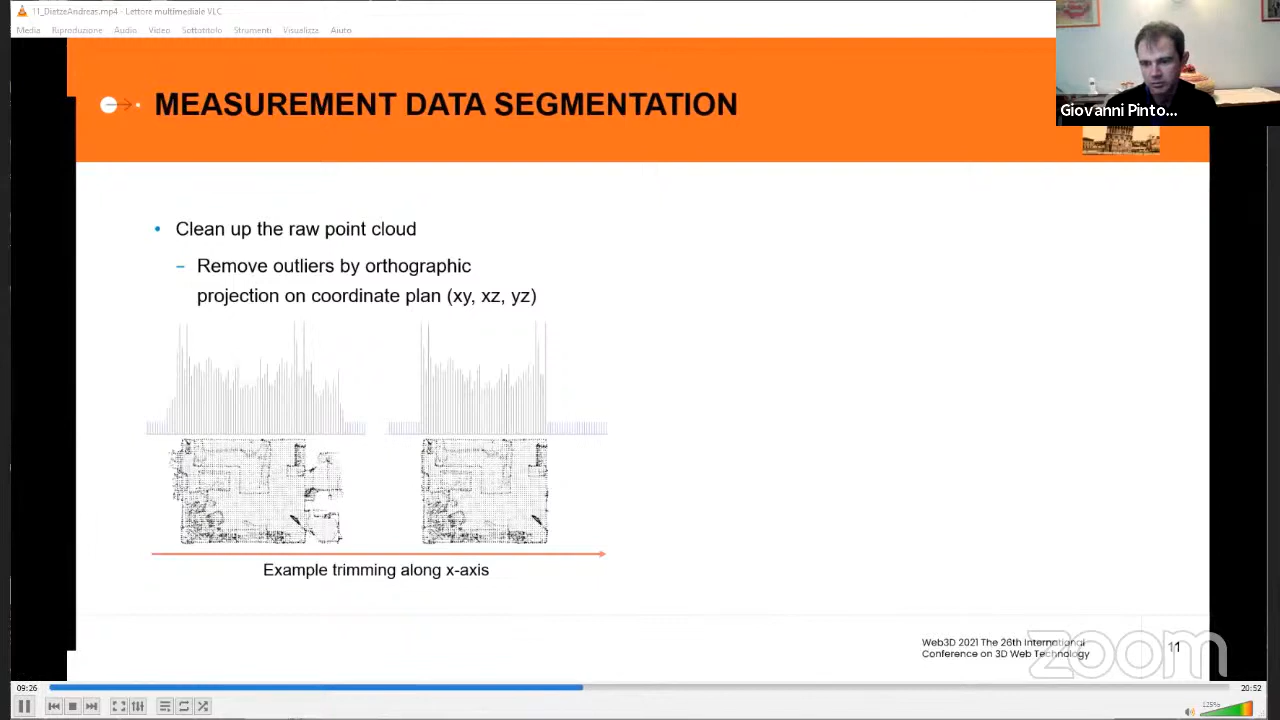 11_DietzeAndreas.mp4 - Lettore multimediale VLC
Media Riproduzione Audio Video Sottotitolo Strumenti Visualizza Aiuto
Giovanni Pinto...
MEASUREMENT DATA SEGMENTATION
• Clean up the raw point cloud
– Remove outliers by orthographic
projection on coordinate plan (xy, xz, yz)
Example trimming along x-axis
Web3D 2021 The 26th International
Conference on 3D Web Technology
11
zoom
09:26
20:52
125%